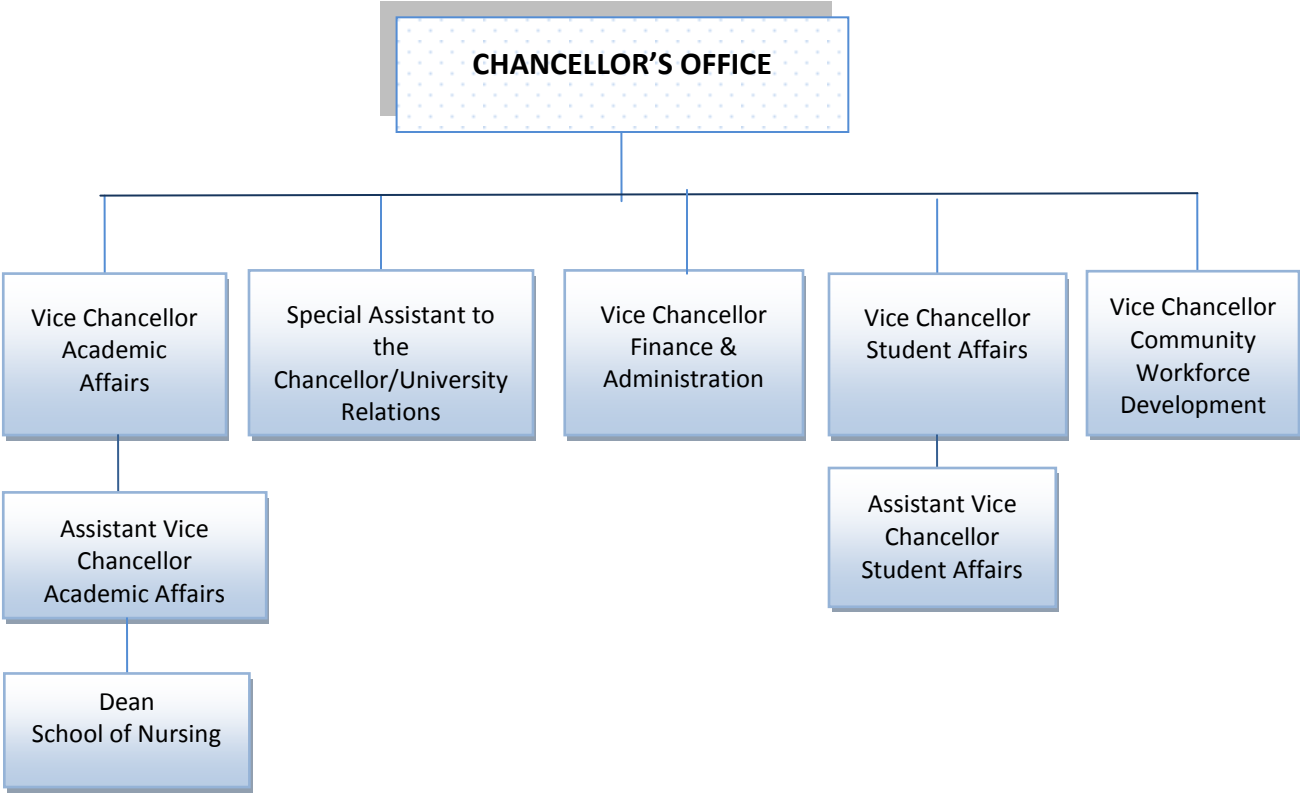 CHANCELLOR’S OFFICE
Vice Chancellor
Academic
Affairs
Special Assistant to
the
Chancellor/University
Relations
Vice Chancellor
Finance &
Administration
Vice Chancellor
Student Affairs
Vice Chancellor
Community
Workforce
Development
Assistant Vice
Chancellor
Academic Affairs
Assistant Vice
Chancellor
Student Affairs
Dean
School of Nursing